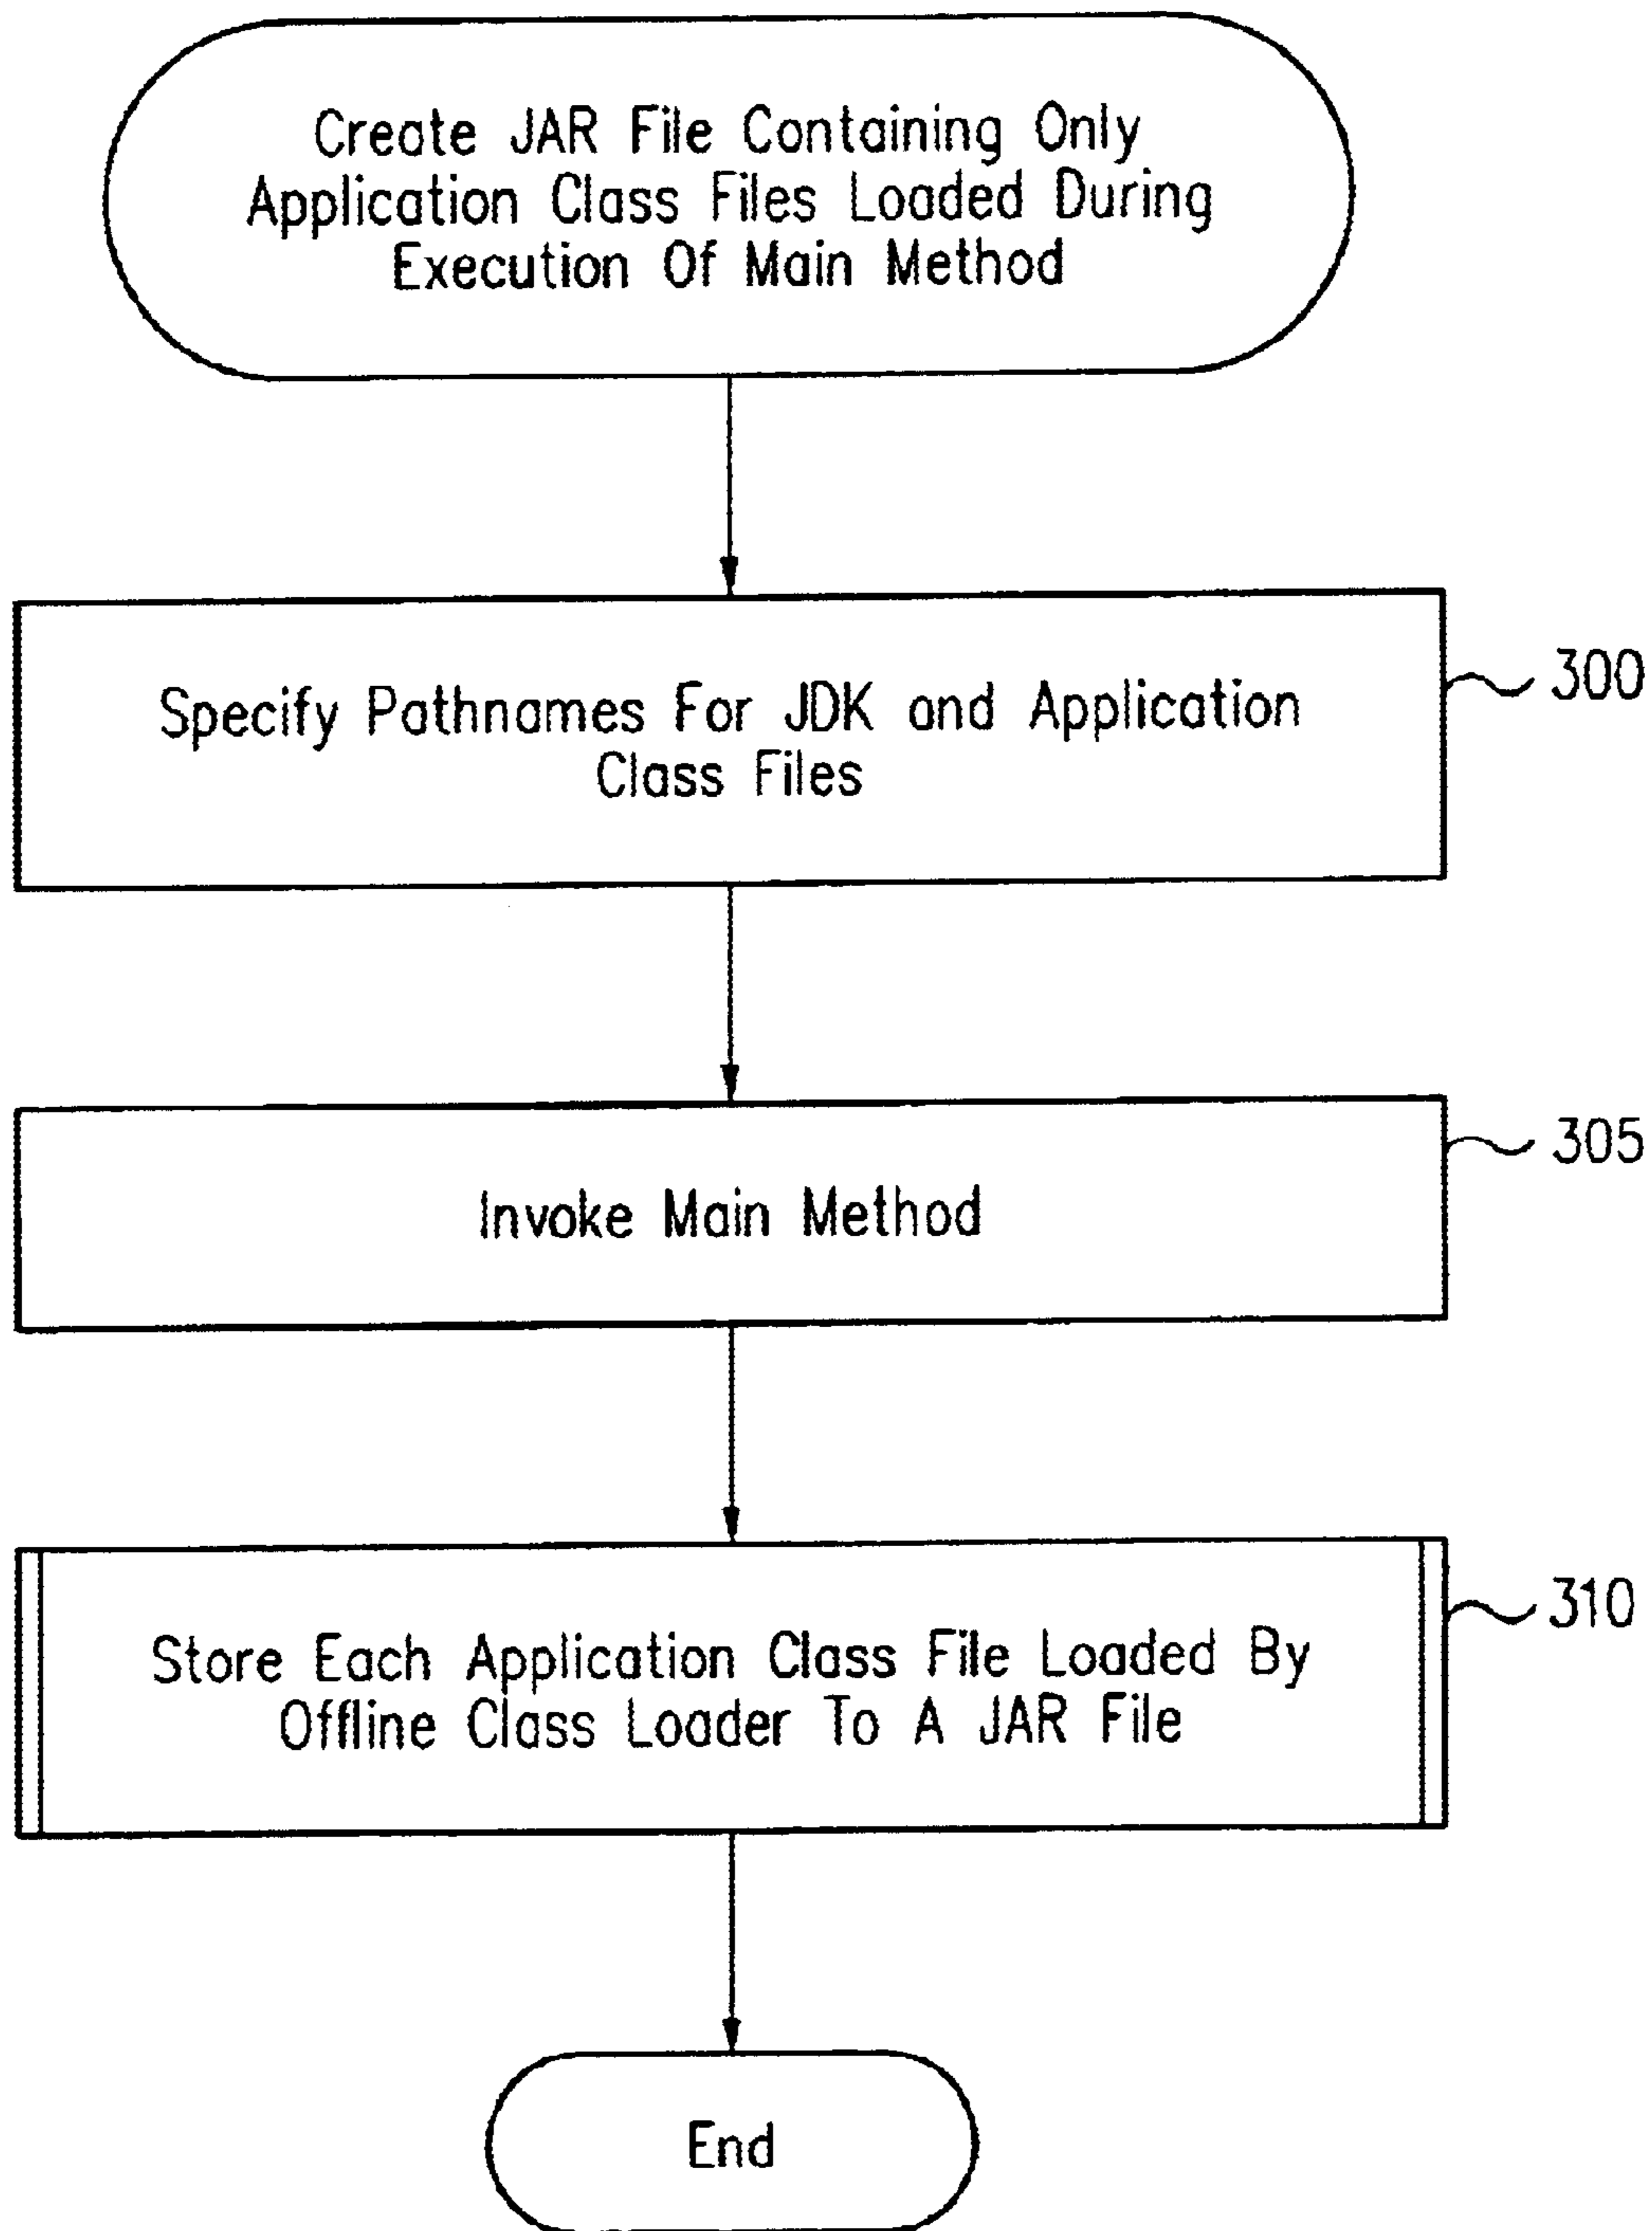 Create JAR File Containing Only
Application Class Files Loaded During
Execution Of Main Method
Specify Pathnames For JDK and Application
Class Files
300
Invoke Main Method
305
Store Each Application Class File Loaded By
Offline Class Loader To A JAR File
310
End